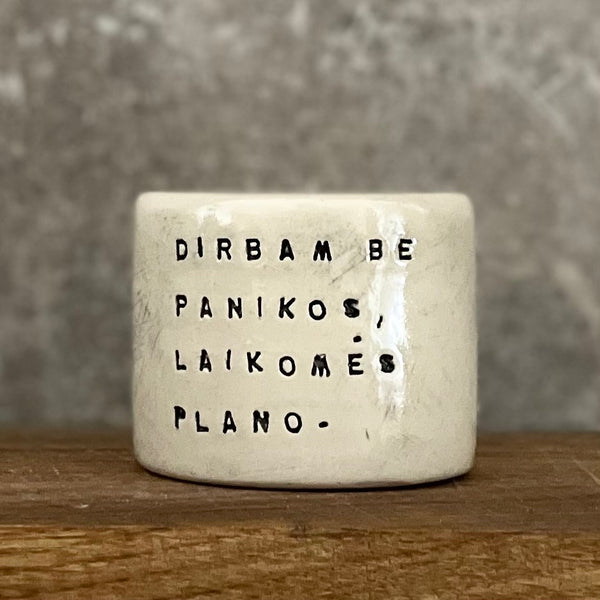 DIRBAM BE
PANIKOS,
LAIKOMĖS
PLANO.